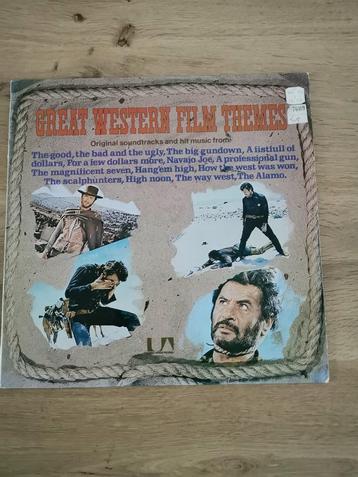 GREAT WESTERN FILM THEMES
Original soundtracks and hit music from:
The good, the bad and the ugly, The big gundown, A fistfull of
dollars, For a few dollars more, Navajo Joe, A professional gun,
The magnificent seven, Hang'em high, How the west was won,
The scalphunters, High noon, The way west, The Alamo.